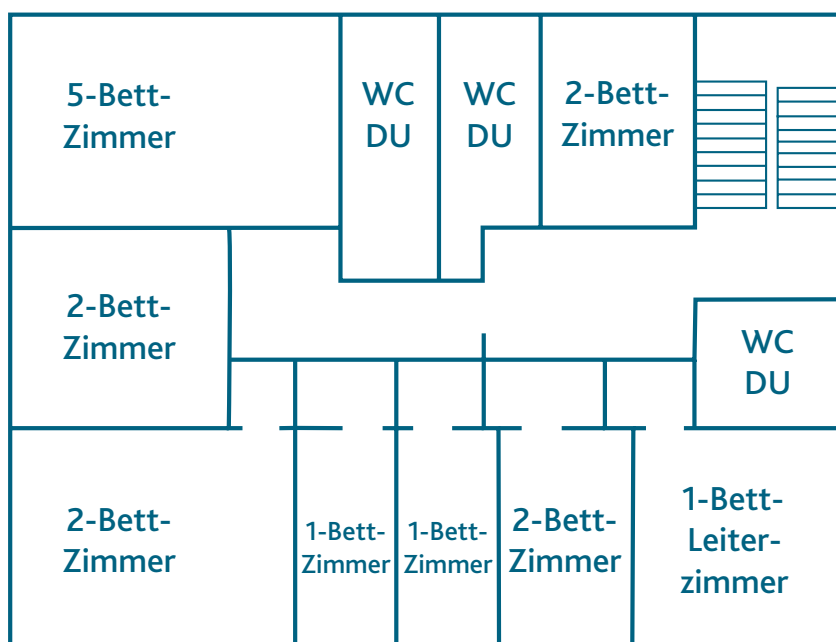 5-Bett-
Zimmer
WC
DU
WC
DU
2-Bett-
Zimmer
2-Bett-
Zimmer
WC
DU
2-Bett-
Zimmer
1-Bett-
Zimmer
1-Bett-
Zimmer
2-Bett-
Zimmer
1-Bett-
Leiter-
zimmer